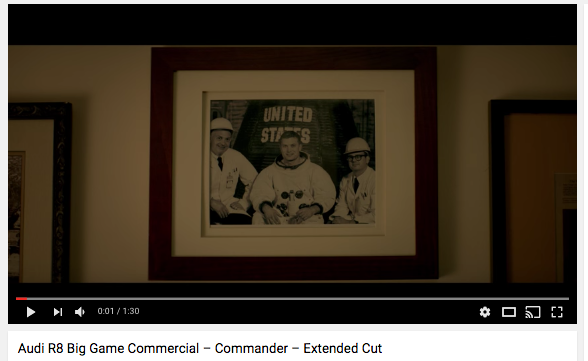 UNITED
STATES
0:01 / 1:30
Audi R8 Big Game Commercial – Commander – Extended Cut